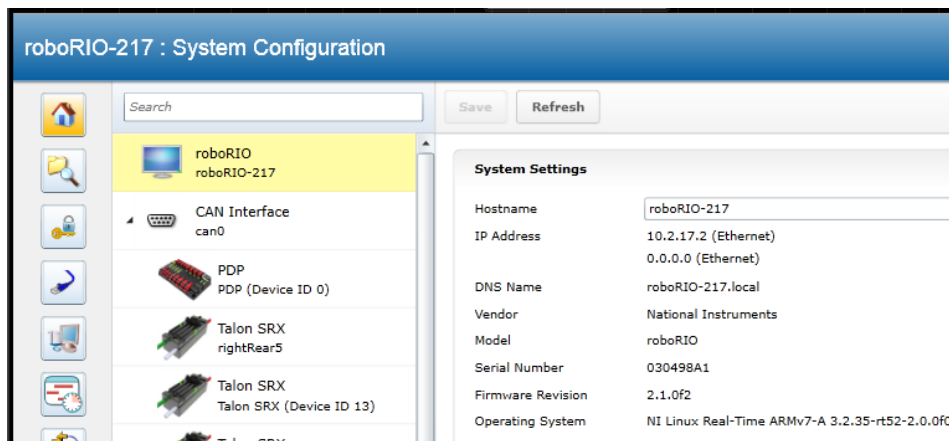 roboRIO-217 : System Configuration
Search
Save
Refresh
roboRIO
roboRIO-217
CAN Interface
can0
PDP
PDP (Device ID 0)
Talon SRX
rightRear5
Talon SRX
Talon SRX (Device ID 13)
Talon SRX
System Settings
Hostname
roboRIO-217
IP Address
10.2.17.2 (Ethernet)
0.0.0.0 (Ethernet)
DNS Name
roboRIO-217.local
Vendor
National Instruments
Model
roboRIO
Serial Number
030498A1
Firmware Revision
2.1.0f2
Operating System
NI Linux Real-Time ARMv7-A 3.2.35-rt52-2.0.0f0